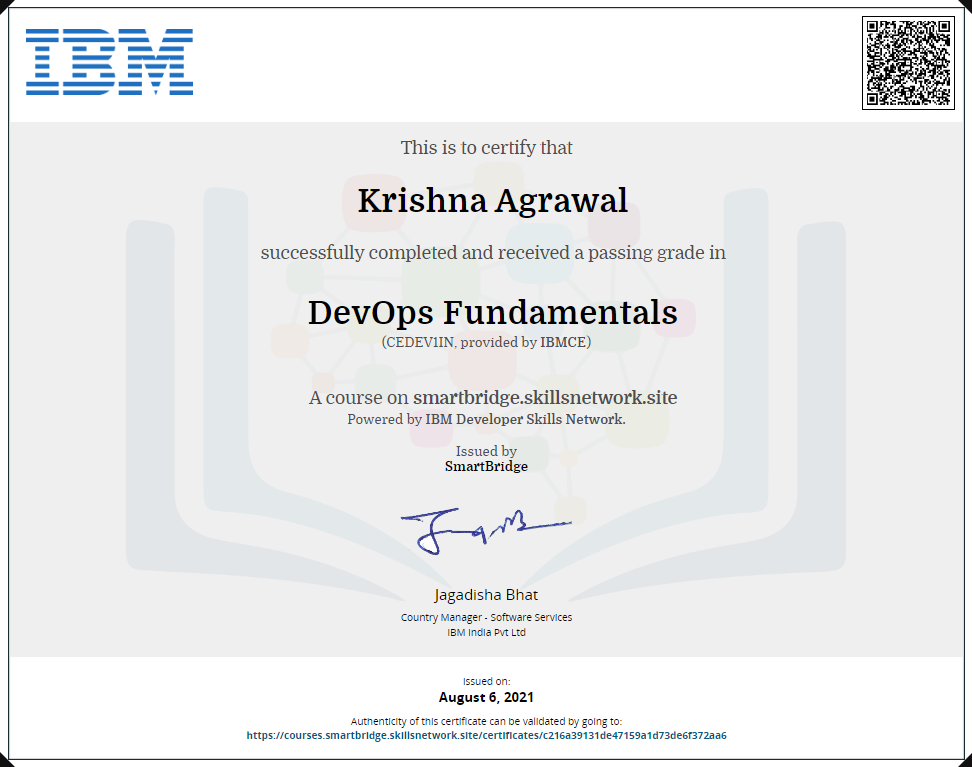 IBM
This is to certify that
Krishna Agrawal
successfully completed and received a passing grade in
DevOps Fundamentals
(CEDEV1IN, provided by IBMCE)
A course on smartbridge.skillsnetwork.site
Powered by IBM Developer Skills Network.
Issued by
SmartBridge
Jagadisha Bhat
Country Manager - Software Services
IBM India Pvt Ltd
Issued on:
August 6, 2021
Authenticity of this certificate can be validated by going to:
https://courses.smartbridge.skillsnetwork.site/certificates/c216a39131de47159a1d73de6f372aa6